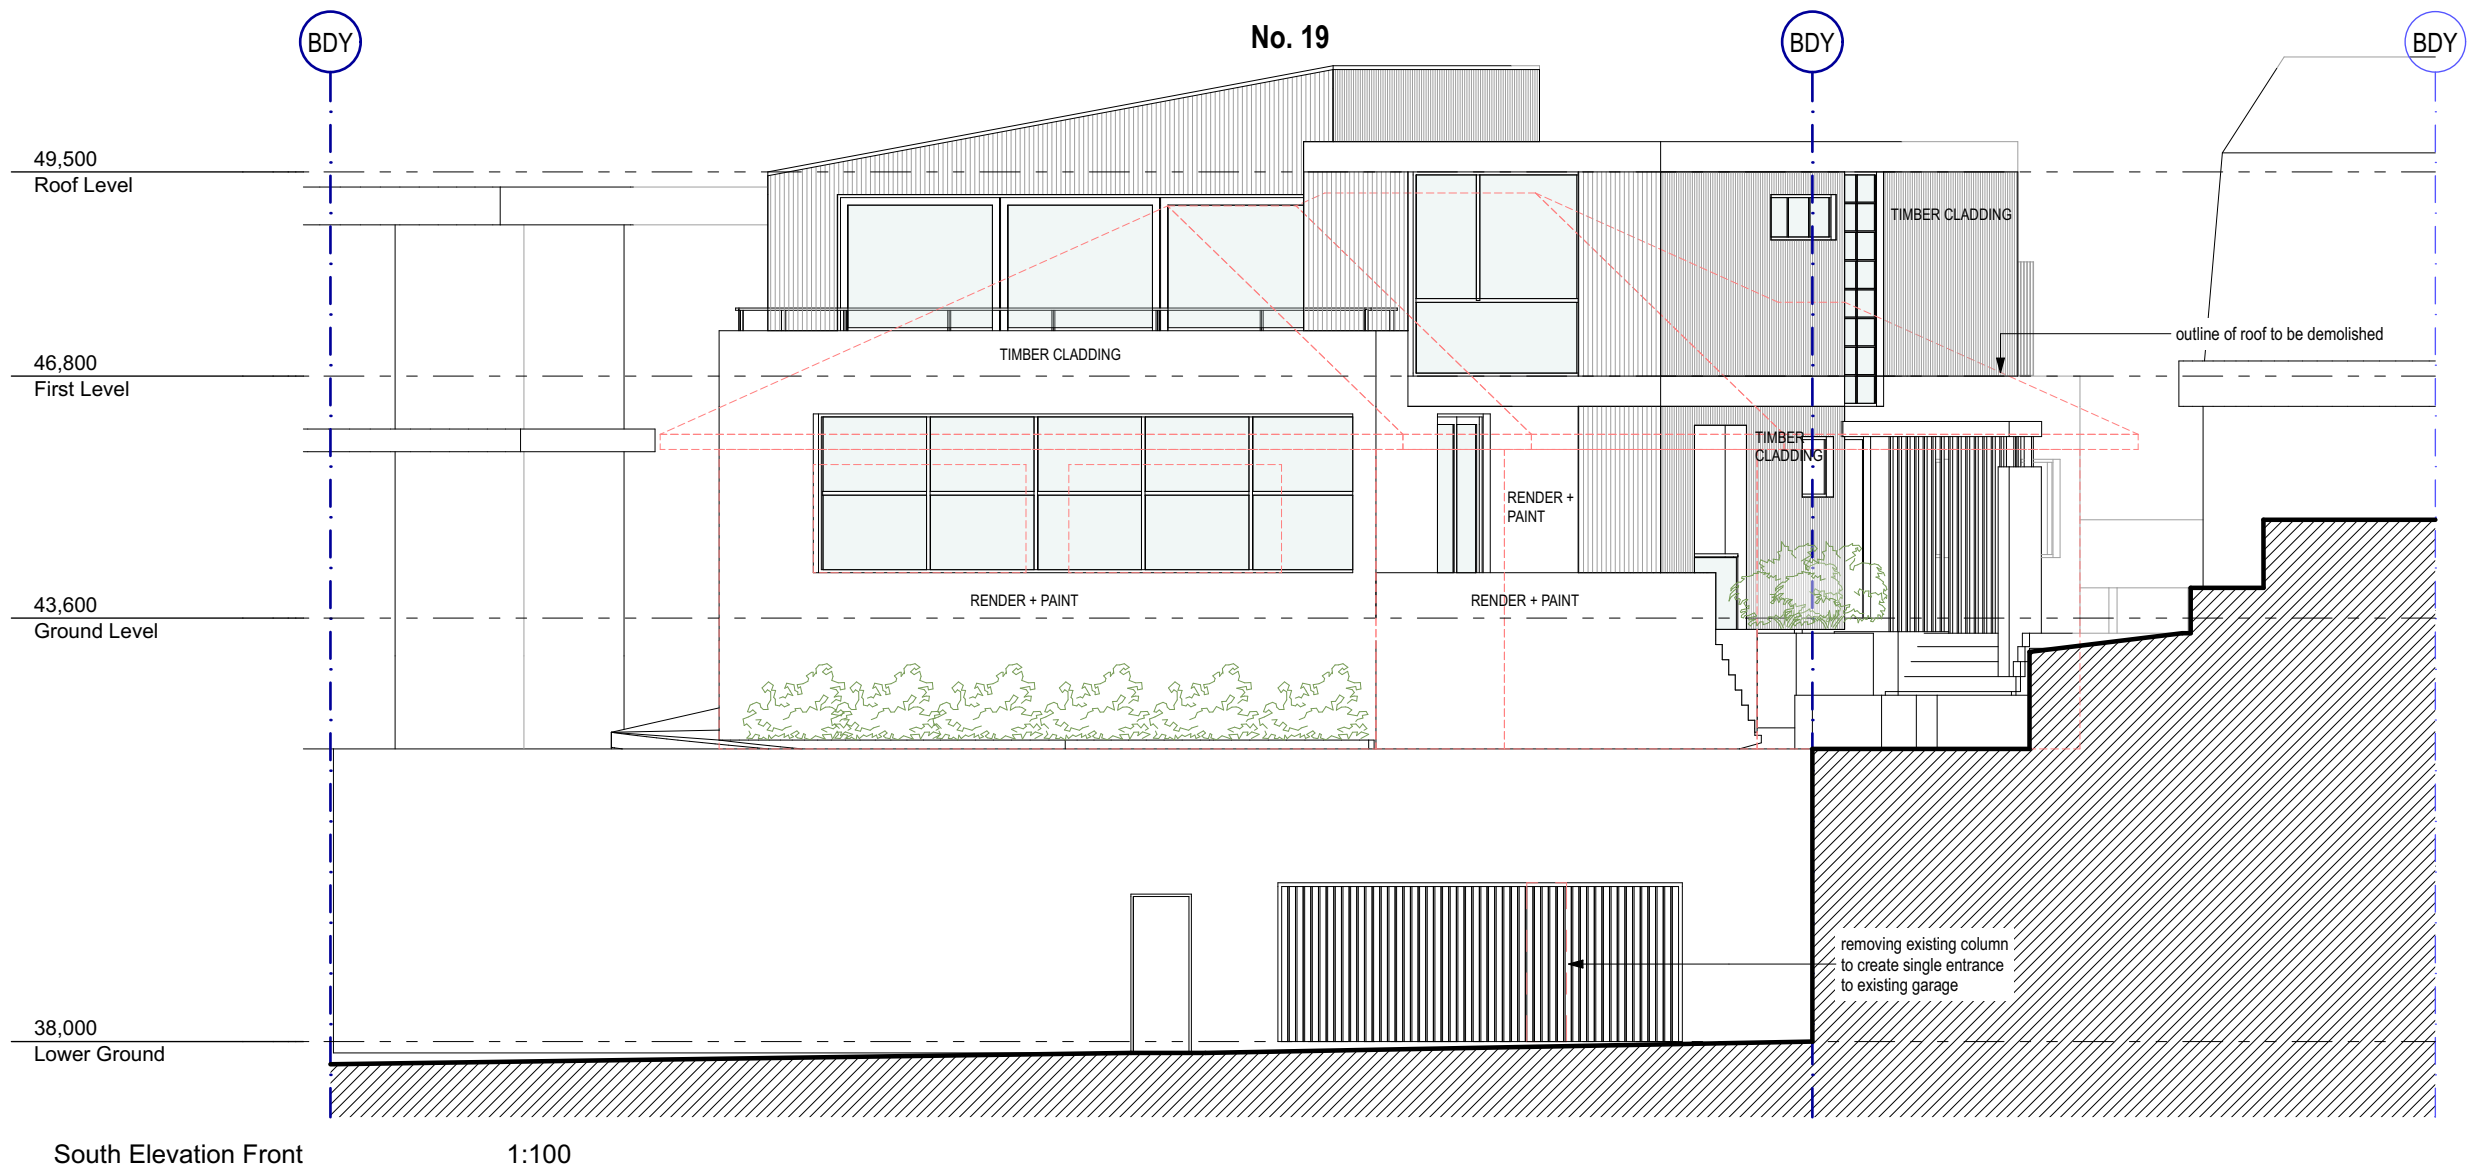 BDY
No. 19
BDY
BDY
49,500
Roof Level
TIMBER CLADDING
outline of roof to be demolished
46,800
First Level
TIMBER CLADDING
TIMBER
CLADDING
RENDER +
PAINT
43,600
Ground Level
RENDER + PAINT
RENDER + PAINT
removing existing column
to create single entrance
to existing garage
38,000
Lower Ground
South Elevation Front
1:100